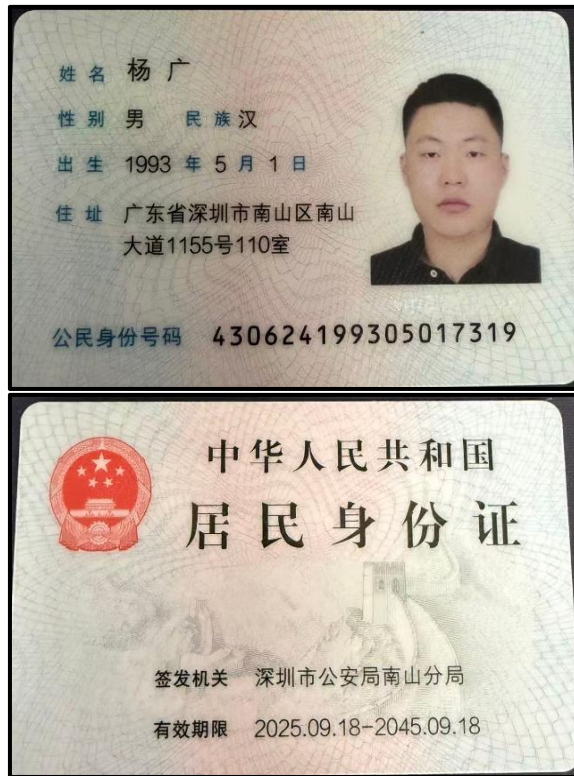 姓名 杨广
性别 男 民族 汉
出生 1993 年 5 月 1 日
住址 广东省深圳市南山区南山
大道1155号110室
公民身份号码 430624199305017319
中华人民共和国
居民身份证
签发机关 深圳市公安局南山分局
有效期限 2025.09.18-2045.09.18